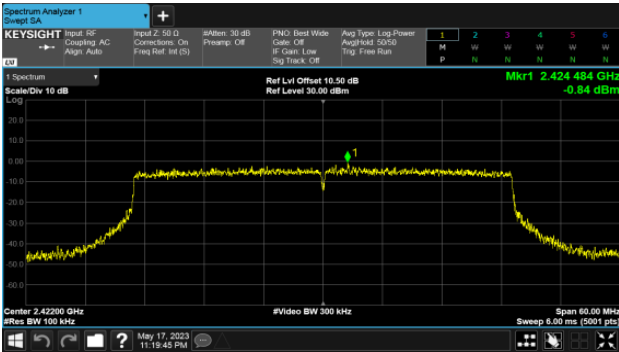 Spectrum Analyzer 1
Swept SA
KEYSIGHT
Input: RF
Coupling: AC
Align: Auto
Input Z: 50 Ω
Corrections: On
Freq Ref: Int (S)
#Atten: 30 dB
Preamp: Off
PNO: Best Wide
Gate: Off
IF Gain: Low
Sig Track: Off
Avg Type: Log-Power
Avg|Hold: 50/50
Trig: Free Run
1 2 3 4 5 6
M W W W W W
P N N N N N
LXI
1 Spectrum
Scale/Div 10 dB
Ref Lvl Offset 10.50 dB
Ref Level 30.00 dBm
Mkr1 2.424 484 GHz
-0.84 dBm
Log
20.0
10.0
0.00
-10.0
-20.0
-30.0
-40.0
-50.0
-60.0
1
Center 2.42200 GHz
#Res BW 100 kHz
#Video BW 300 kHz
Span 60.00 MHz
Sweep 6.00 ms (5001 pts)
May 17, 2023
11:19:45 PM